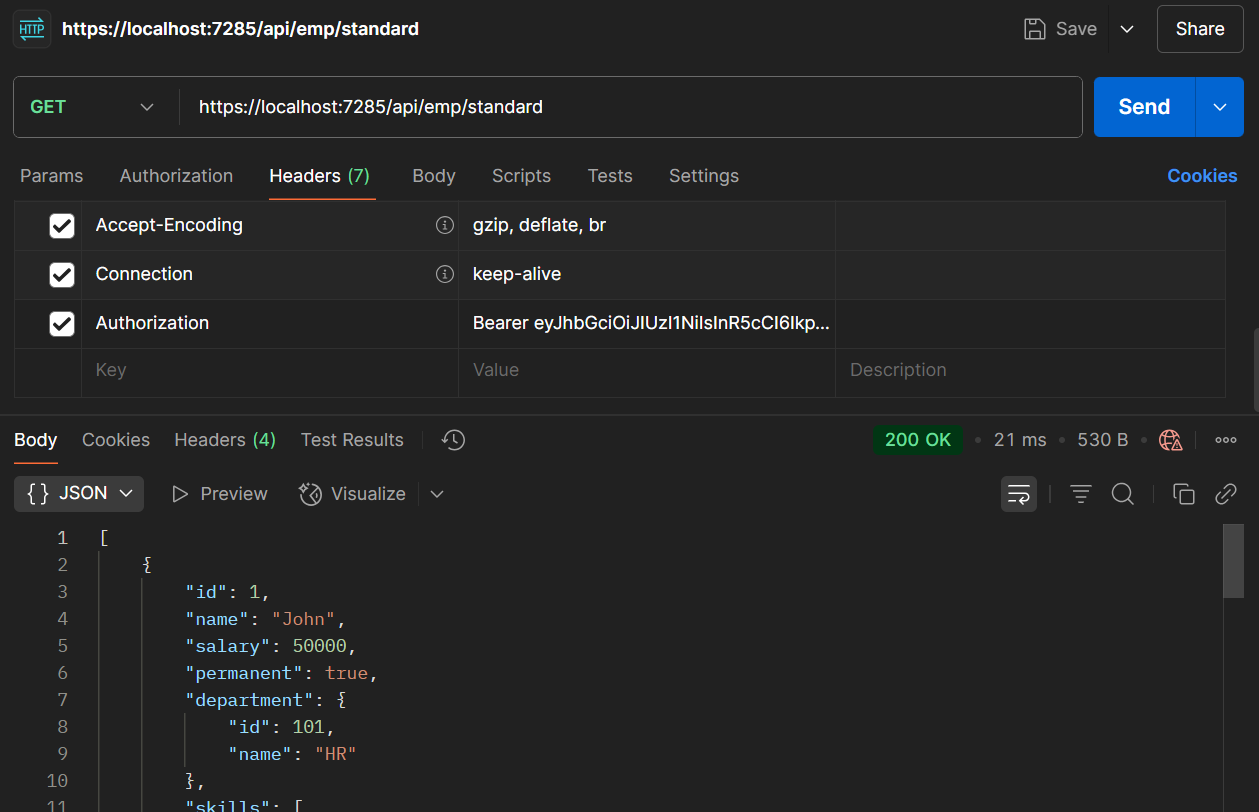 HTTP https://localhost:7285/api/emp/standard Save Share
GET https://localhost:7285/api/emp/standard Send
Params Authorization Headers (7) Body Scripts Tests Settings Cookies
Accept-Encoding gzip, deflate, br
Connection keep-alive
Authorization Bearer eyJhbGciOiJIUzI1NiIsInR5cCI6Ikp...
Key Value Description
Body Cookies Headers (4) Test Results 200 OK 21 ms 530 B
{} JSON Preview Visualize
1 [
2 {
3 "id": 1,
4 "name": "John",
5 "salary": 50000,
6 "permanent": true,
7 "department": {
8 "id": 101,
9 "name": "HR"
10 },
11 "skills": [